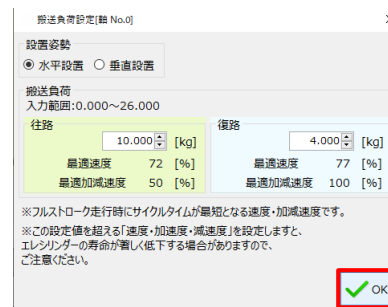 搬送負荷設定[軸 No.0]
設置姿勢
水平設置 垂直設置
搬送負荷
入力範囲:0.000～26.000
往路 復路
10.000 [kg] 4.000 [kg]
最適速度 72 [%] 最適速度 77 [%]
最適加減速度 50 [%] 最適加減速度 100 [%]
※フルストローク走行時にサイクルタイムが最短となる速度・加減速度です。
※この設定値を超える「速度・加速度・減速度」を設定しますと、
エレシリンダーの寿命が著しく低下する場合がありますので、
ご注意ください。
OK